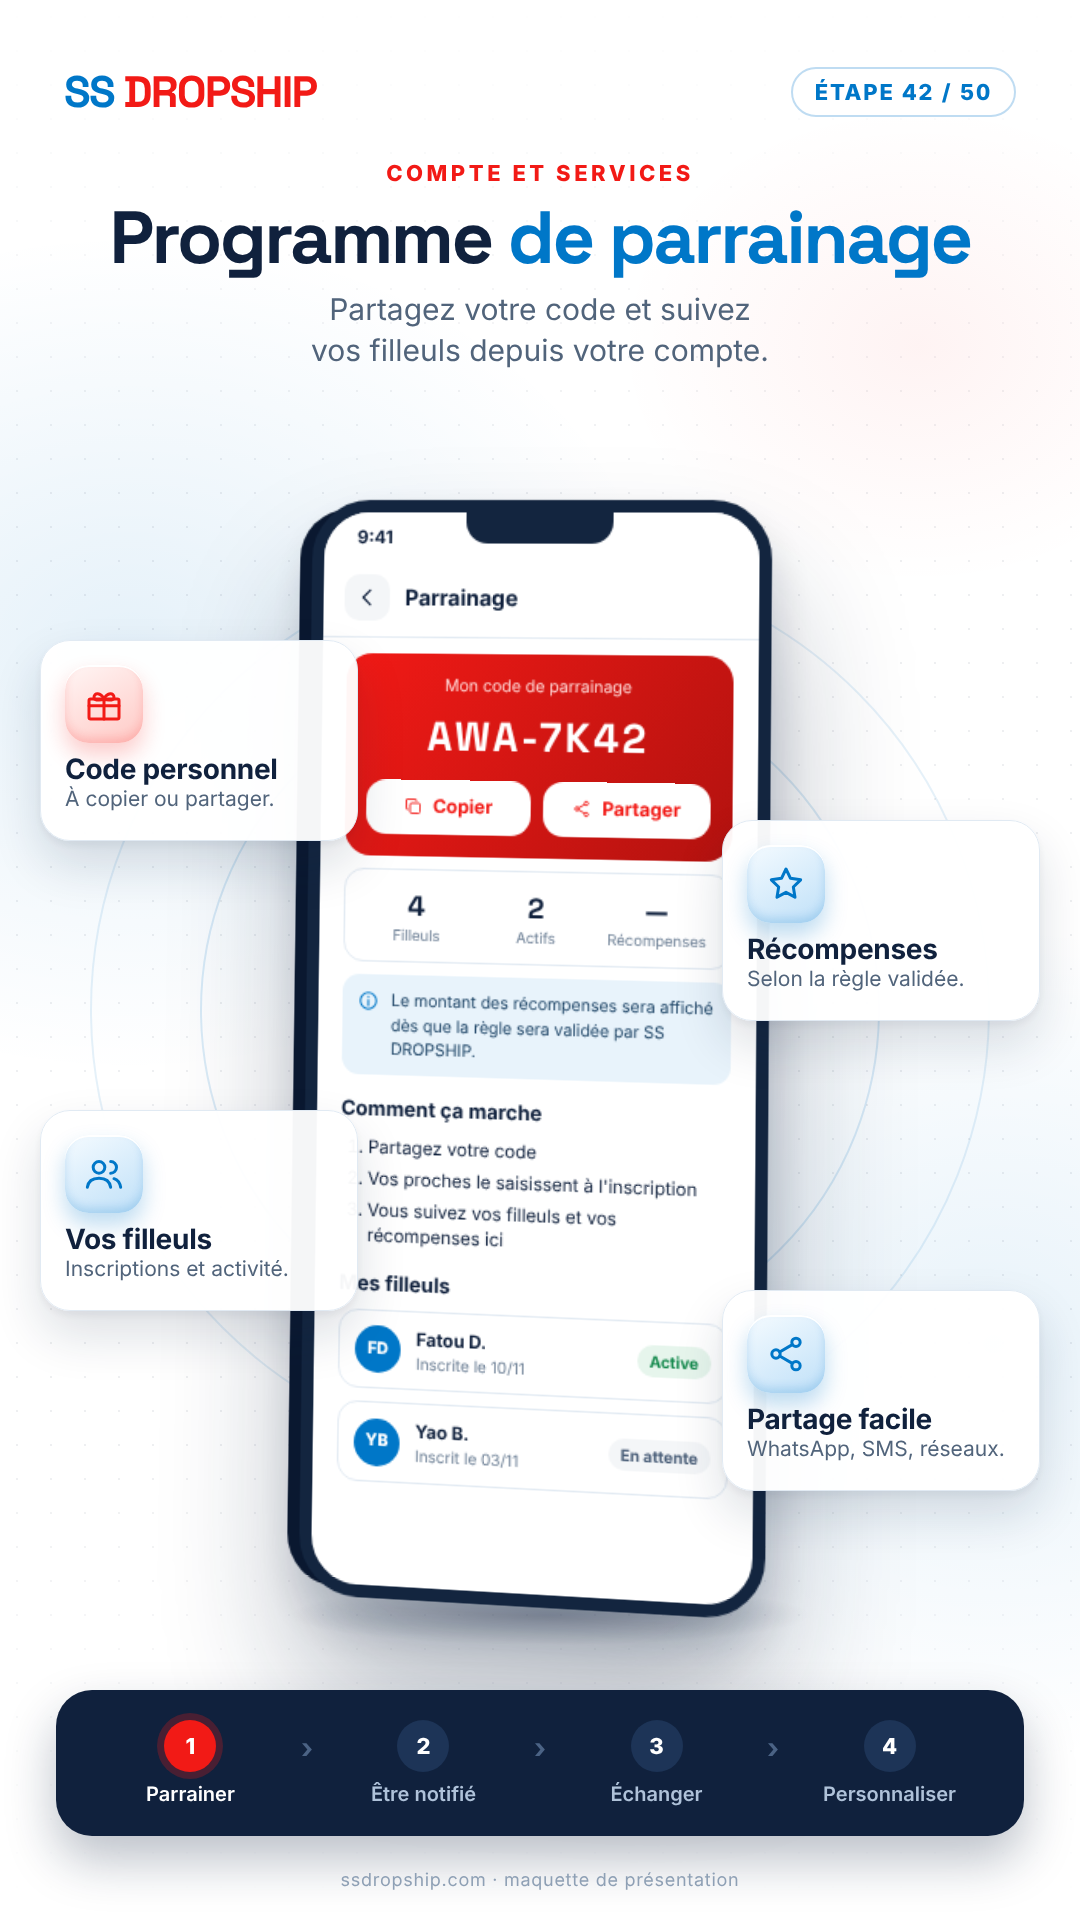 SS DROPSHIP
ÉTAPE 42 / 50
COMPTE ET SERVICES
Programme de parrainage
Partagez votre code et suivez
vos filleuls depuis votre compte.
9:41
Parrainage
Mon code de parrainage
AWA-7K42
Copier
Partager
Code personnel
À copier ou partager.
4
Filleuls
2
Actifs
—
Récompenses
Récompenses
Selon la règle validée.
Le montant des récompenses sera affiché
dès que la règle sera validée par SS
DROPSHIP.
Comment ça marche
. Partagez votre code
2. Vos proches le saisissent à l'inscription
3. Vous suivez vos filleuls et vos
récompenses ici
Vos filleuls
Inscriptions et activité.
Mes filleuls
FD
Fatou D.
Inscrite le 10/11
Active
YB
Yao B.
Inscrit le 03/11
En attente
Partage facile
WhatsApp, SMS, réseaux.
1
Parrainer
›
2
Être notifié
›
3
Échanger
›
4
Personnaliser
ssdropship.com · maquette de présentation